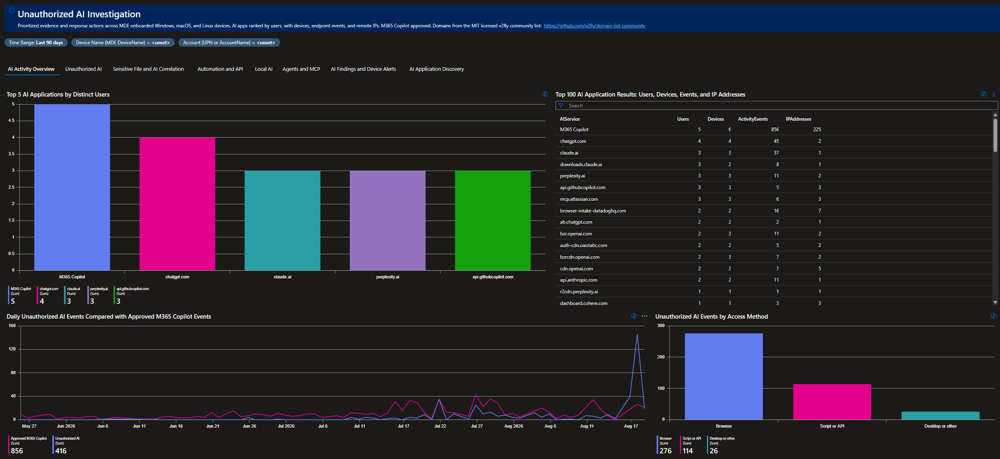 Unauthorized AI Investigation
Prioritized evidence and response actions across MDE onboarded Windows, macOS, and Linux devices. AI apps ranked by users, with devices, endpoint events, and remote IPs. M365 Copilot approved. Domains from the MIT licensed v2fly community list: https://github.com/v2fly/domain-list-community
Time Range: Last 90 days
Device Name (MDE DeviceName) = <unset>
Account (UPN or AccountName) = <unset>
AI Activity Overview
Unauthorized AI
Sensitive File and AI Correlation
Automation and API
Local AI
Agents and MCP
AI Findings and Device Alerts
AI Application Discovery
Top 5 AI Applications by Distinct Users
5
4.5
4
3.5
3
2.5
2
1.5
1
0.5
0
M365 Copilot
chatgpt.com
claude.ai
perplexity.ai
api.githubcopilot.com
M365 Copilot (Sum) 5
chatgpt.com (Sum) 4
claude.ai (Sum) 3
perplexity.ai (Sum) 3
api.githubcopilot.com (Sum) 3
Top 100 AI Application Results: Users, Devices, Events, and IP Addresses
Search
AIService Users Devices ActivityEvents IPAddresses
M365 Copilot 5 6 856 225
chatgpt.com 4 4 45 2
claude.ai 3 3 37 1
downloads.claude.ai 3 2 8 1
perplexity.ai 3 3 11 2
api.githubcopilot.com 3 3 5 3
mcp.atlassian.com 3 3 6 3
browser-intake-datadoghq.com 2 2 16 7
ab.chatgpt.com 2 2 2 1
bzr.openai.com 2 3 11 2
auth-cdn.oaistatic.com 2 2 5 2
bzrcdn.openai.com 2 3 7 2
cdn.openai.com 2 2 7 5
api.anthropic.com 2 2 11 1
r2cdn.perplexity.ai 1 1 1 1
dashboard.cohere.com 1 1 3 3
Daily Unauthorized AI Events Compared with Approved M365 Copilot Events
160
120
80
40
0
May 27
Jun 2026
Jun 6
Jun 11
Jun 16
Jun 21
Jun 26
Jul 2026
Jul 6
Jul 11
Jul 17
Jul 22
Jul 27
Aug 2026
Aug 6
Aug 11
Aug 17
Approved M365 Copilot (Sum) 856
Unauthorized AI (Sum) 416
Unauthorized AI Events by Access Method
300
200
100
0
Browser
Script or API
Desktop or other
Browser (Sum) 276
Script or API (Sum) 114
Desktop or other (Sum) 26